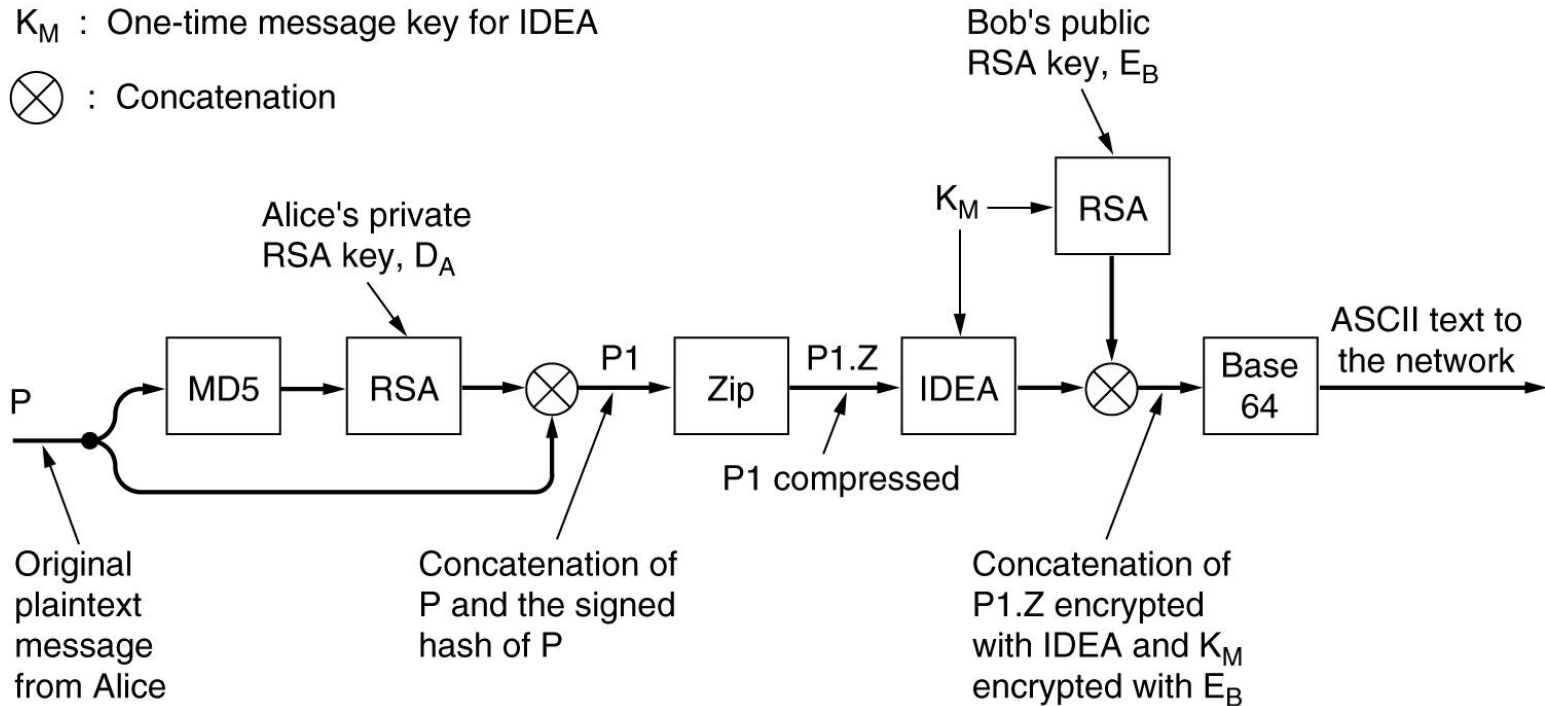 K_M : One-time message key for IDEA
: Concatenation
Bob's public
RSA key, E_B
Alice's private
RSA key, D_A
K_M
RSA
P
MD5
RSA
P1
Zip
P1.Z
IDEA
Base
64
ASCII text to
the network
P1 compressed
Original
plaintext
message
from Alice
Concatenation of
P and the signed
hash of P
Concatenation of
P1.Z encrypted
with IDEA and K_M
encrypted with E_B